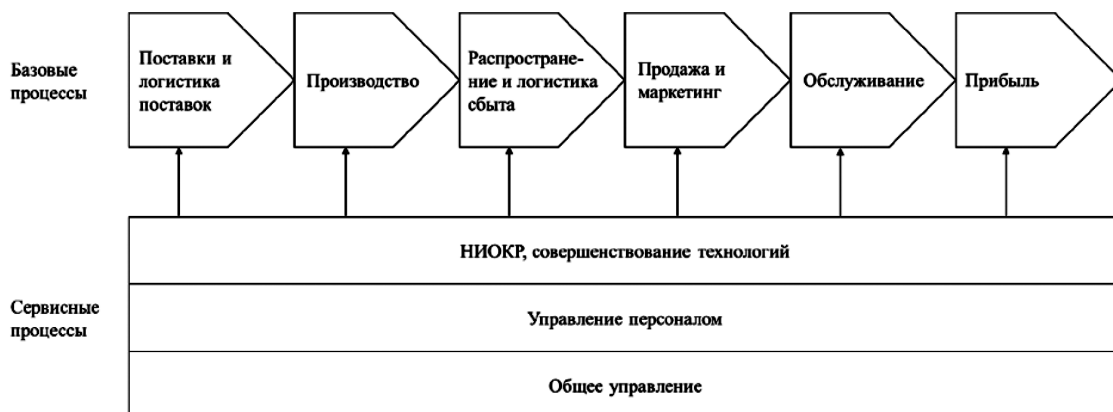 Базовые
процессы
Поставки и
логистика
поставок
Производство
Распростране-
ние и логистика
сбыта
Продажа и
маркетинг
Обслуживание
Прибыль
НИОКР, совершенствование технологий
Сервисные
процессы
Управление персоналом
Общее управление